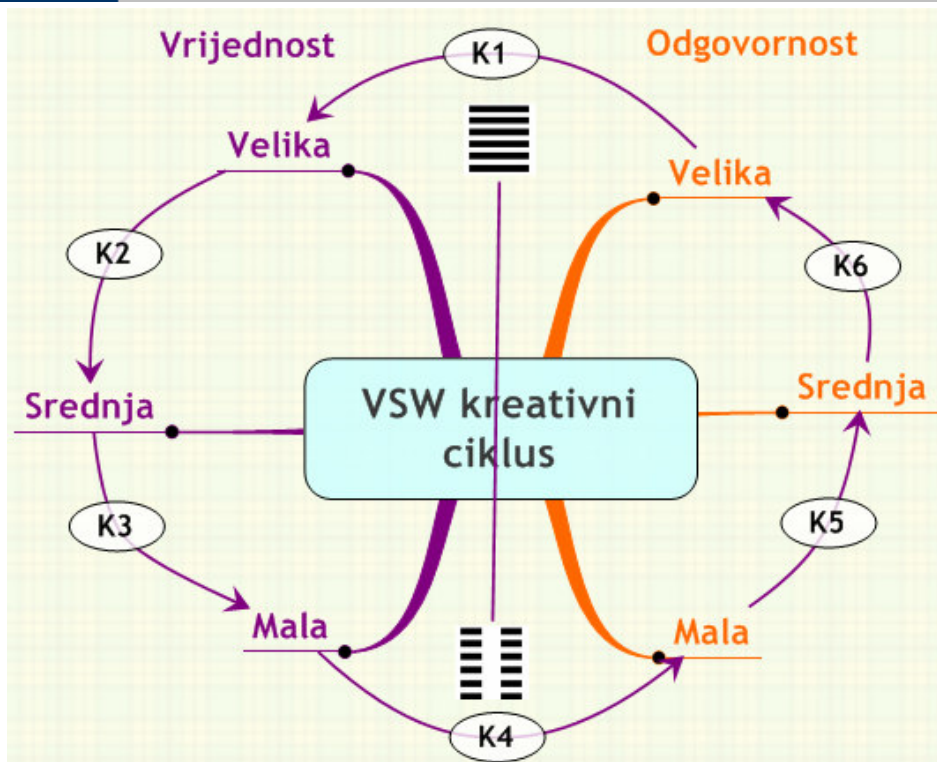 Vrijednost
K1
Odgovornost
Velika
Velika
K2
K6
Srednja
VSW kreativni
ciklus
Srednja
K3
K5
Mala
Mala
K4